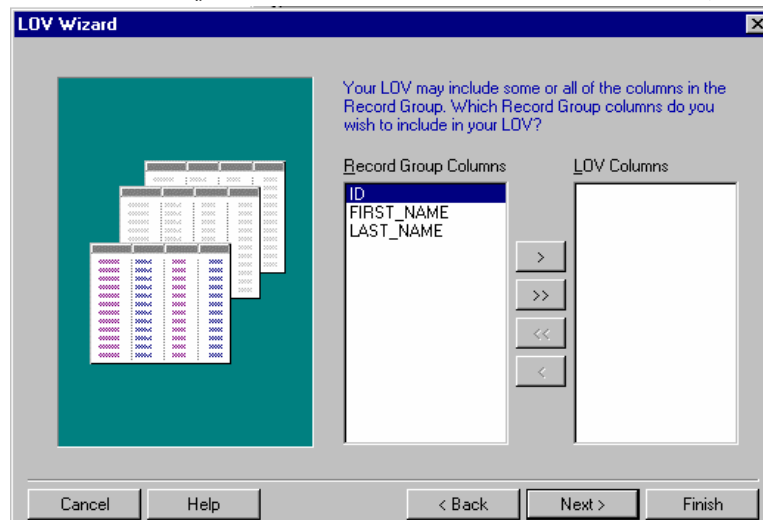 LOV Wizard
Your LOV may include some or all of the columns in the
Record Group. Which Record Group columns do you
wish to include in your LOV?
Record Group Columns
LOV Columns
ID
FIRST_NAME
LAST_NAME
>
>>
<<
<
Cancel
Help
< Back
Next >
Finish